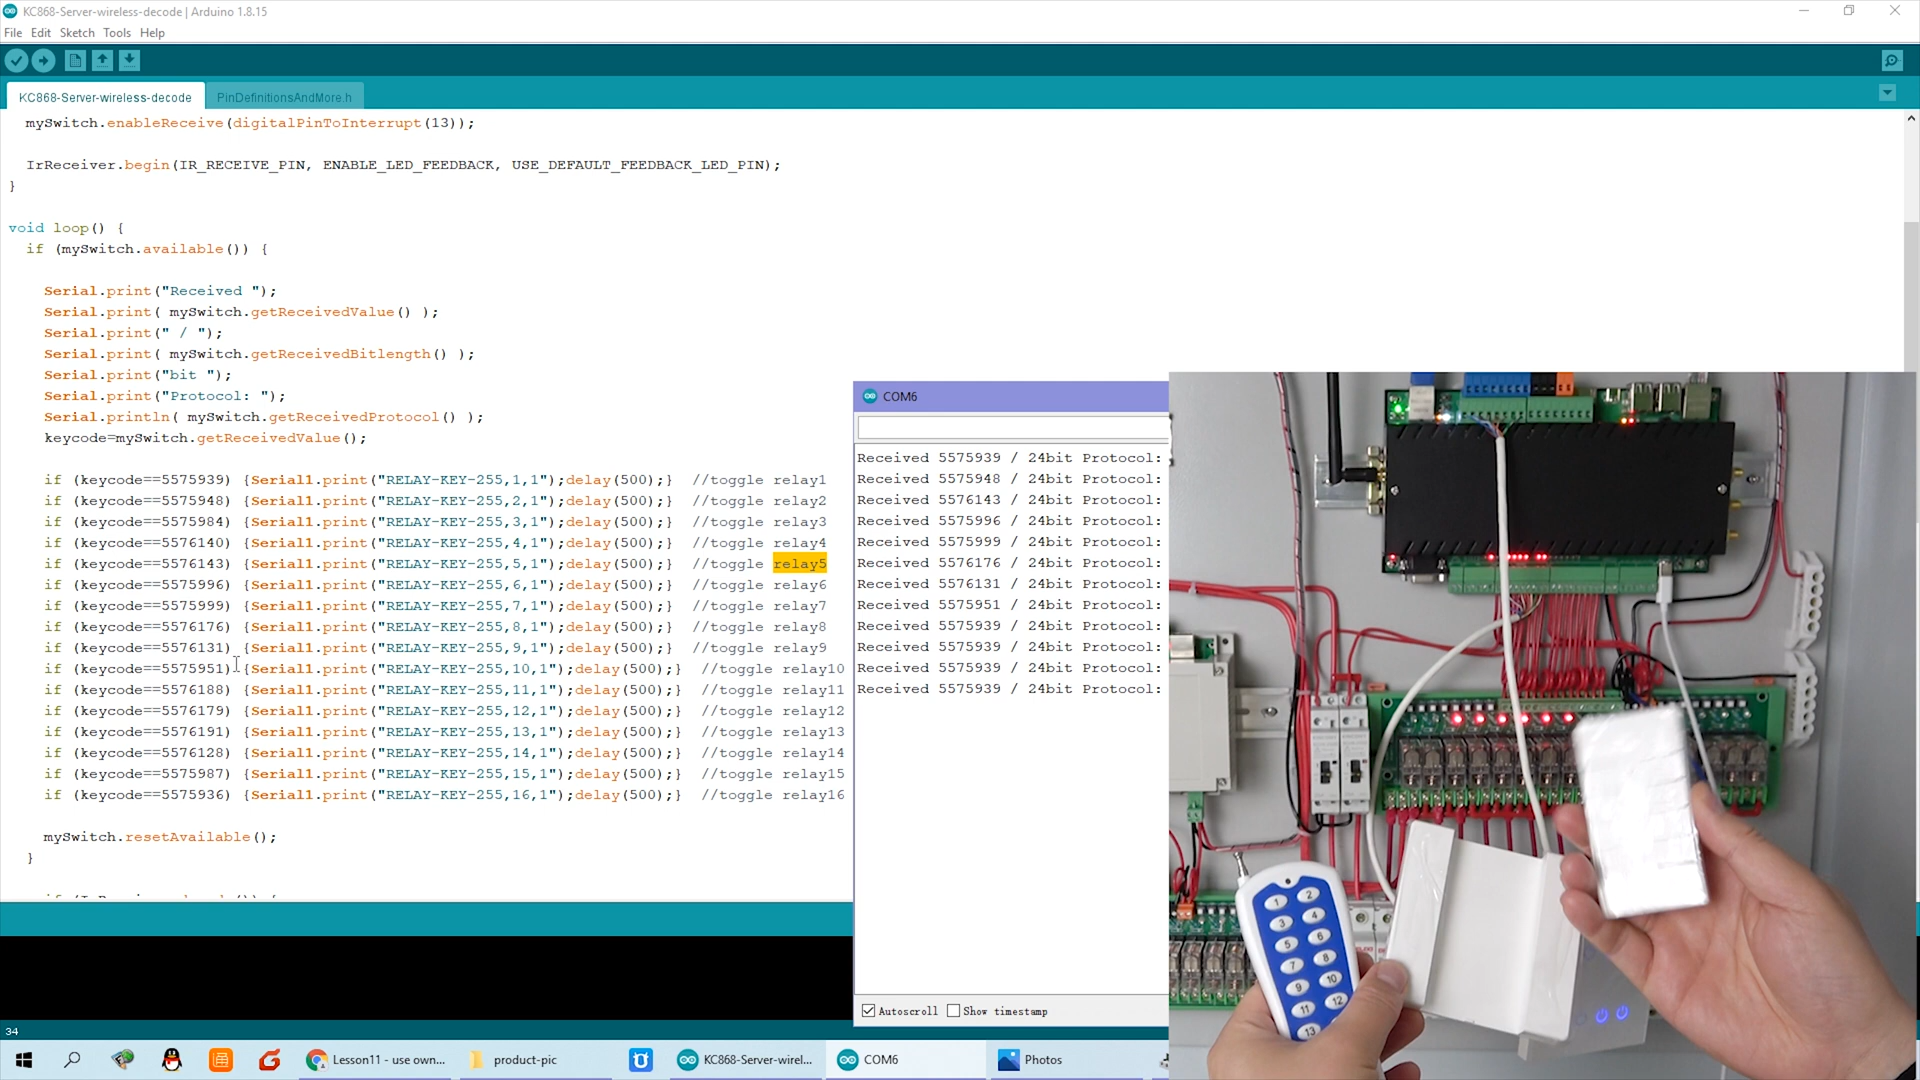 KC868-Server-wireless-decode | Arduino 1.8.15
File Edit Sketch Tools Help
KC868-Server-wireless-decode PinDefinitionsAndMore.h
mySwitch.enableReceive(digitalPinToInterrupt(13));
IrReceiver.begin(IR_RECEIVE_PIN, ENABLE_LED_FEEDBACK, USE_DEFAULT_FEEDBACK_LED_PIN);
}
void loop() {
if (mySwitch.available()) {
Serial.print("Received ");
Serial.print( mySwitch.getReceivedValue() );
Serial.print(" / ");
Serial.print( mySwitch.getReceivedBitlength() );
Serial.print("bit ");
Serial.print("Protocol: ");
Serial.println( mySwitch.getReceivedProtocol() );
keycode=mySwitch.getReceivedValue();
if (keycode==5575939) {Serial1.print("RELAY-KEY-255,1,1");delay(500);} //toggle relay1
if (keycode==5575948) {Serial1.print("RELAY-KEY-255,2,1");delay(500);} //toggle relay2
if (keycode==5575984) {Serial1.print("RELAY-KEY-255,3,1");delay(500);} //toggle relay3
if (keycode==5576140) {Serial1.print("RELAY-KEY-255,4,1");delay(500);} //toggle relay4
if (keycode==5576143) {Serial1.print("RELAY-KEY-255,5,1");delay(500);} //toggle relay5
if (keycode==5575996) {Serial1.print("RELAY-KEY-255,6,1");delay(500);} //toggle relay6
if (keycode==5575999) {Serial1.print("RELAY-KEY-255,7,1");delay(500);} //toggle relay7
if (keycode==5576176) {Serial1.print("RELAY-KEY-255,8,1");delay(500);} //toggle relay8
if (keycode==5576131) {Serial1.print("RELAY-KEY-255,9,1");delay(500);} //toggle relay9
if (keycode==5575951) {Serial1.print("RELAY-KEY-255,10,1");delay(500);} //toggle relay10
if (keycode==5576188) {Serial1.print("RELAY-KEY-255,11,1");delay(500);} //toggle relay11
if (keycode==5576179) {Serial1.print("RELAY-KEY-255,12,1");delay(500);} //toggle relay12
if (keycode==5576191) {Serial1.print("RELAY-KEY-255,13,1");delay(500);} //toggle relay13
if (keycode==5576128) {Serial1.print("RELAY-KEY-255,14,1");delay(500);} //toggle relay14
if (keycode==5575987) {Serial1.print("RELAY-KEY-255,15,1");delay(500);} //toggle relay15
if (keycode==5575936) {Serial1.print("RELAY-KEY-255,16,1");delay(500);} //toggle relay16
mySwitch.resetAvailable();
}
COM6
Received 5575939 / 24bit Protocol:
Received 5575948 / 24bit Protocol:
Received 5576143 / 24bit Protocol:
Received 5575996 / 24bit Protocol:
Received 5575999 / 24bit Protocol:
Received 5576176 / 24bit Protocol:
Received 5576131 / 24bit Protocol:
Received 5575951 / 24bit Protocol:
Received 5575939 / 24bit Protocol:
Received 5575939 / 24bit Protocol:
Received 5575939 / 24bit Protocol:
Received 5575939 / 24bit Protocol:
Autoscroll Show timestamp
1 2
3 4
5 6
7 8
9 10
11 12
13
34
Lesson11 - use own... product-pic KC868-Server-wirel... COM6 Photos